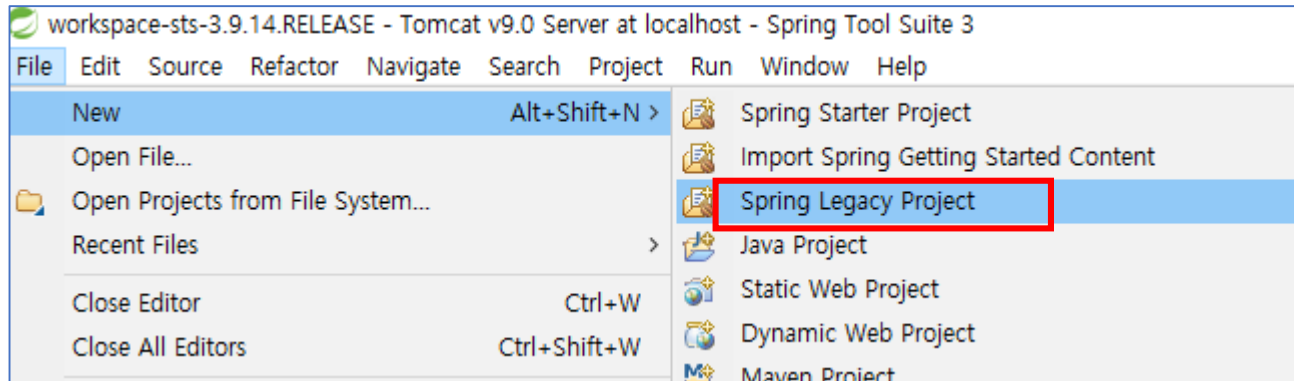 workspace-sts-3.9.14.RELEASE - Tomcat v9.0 Server at localhost - Spring Tool Suite 3
File Edit Source Refactor Navigate Search Project Run Window Help
New Alt+Shift+N >
Open File...
Open Projects from File System...
Recent Files >
Close Editor Ctrl+W
Close All Editors Ctrl+Shift+W
Spring Starter Project
Import Spring Getting Started Content
Spring Legacy Project
Java Project
Static Web Project
Dynamic Web Project
Maven Project